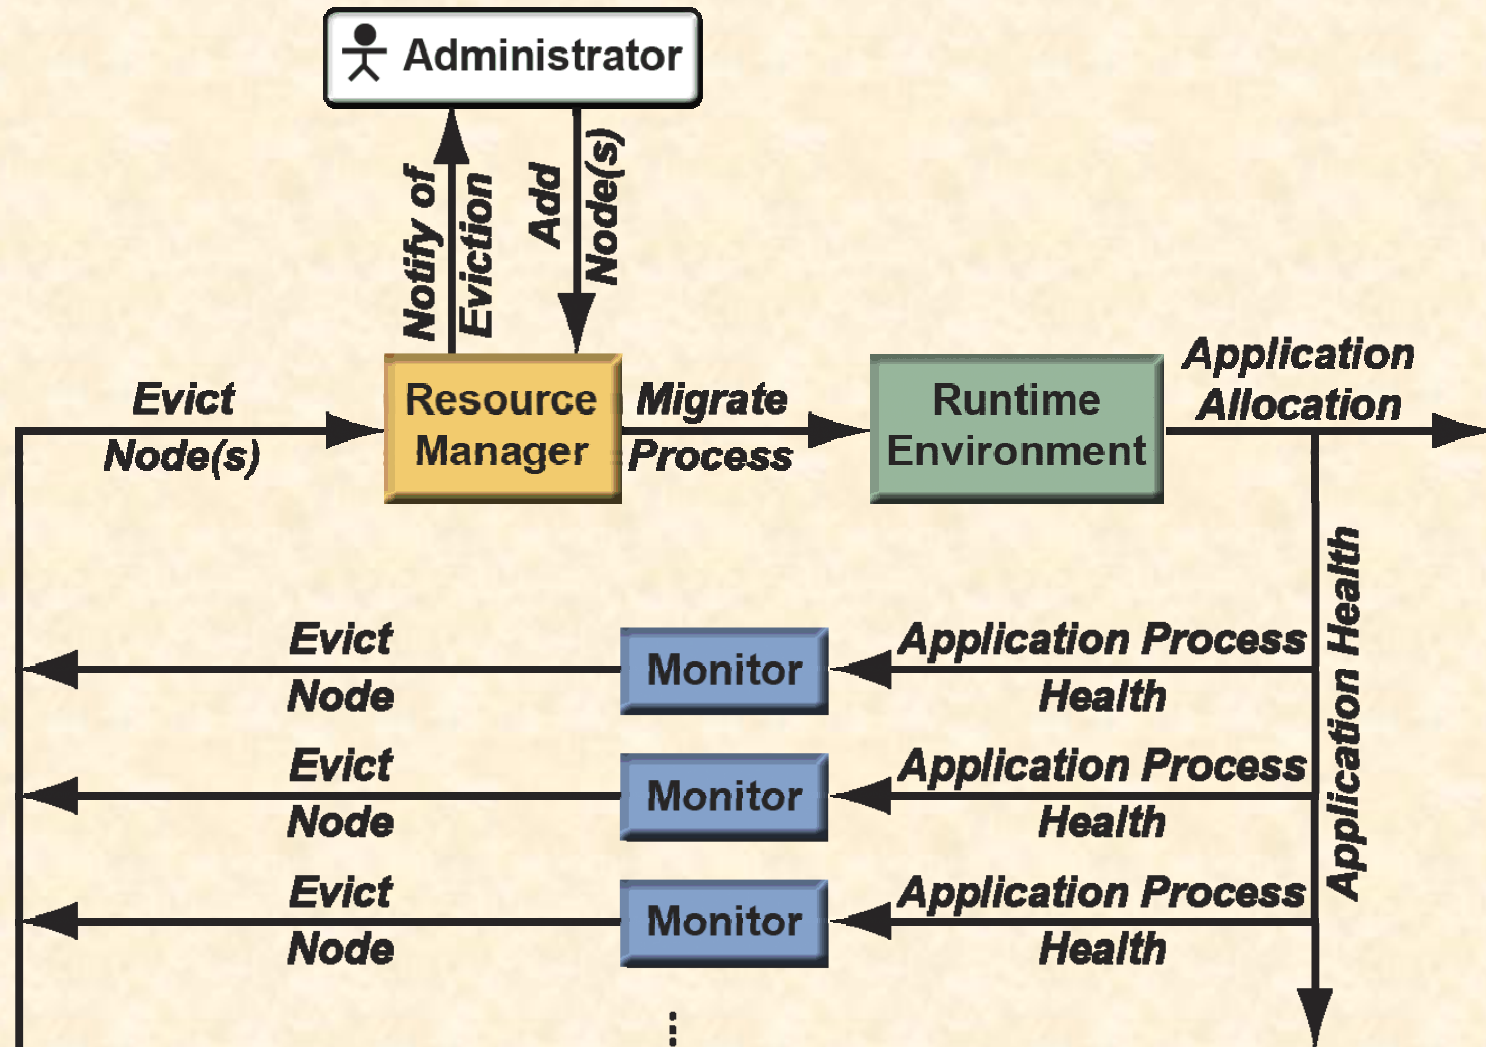 Administrator
Notify of
Eviction
Add
Node(s)
Evict
Node(s)
Resource
Manager
Migrate
Process
Runtime
Environment
Application
Allocation
Application Health
Evict
Node
Monitor
Application Process
Health
Evict
Node
Monitor
Application Process
Health
Evict
Node
Monitor
Application Process
Health